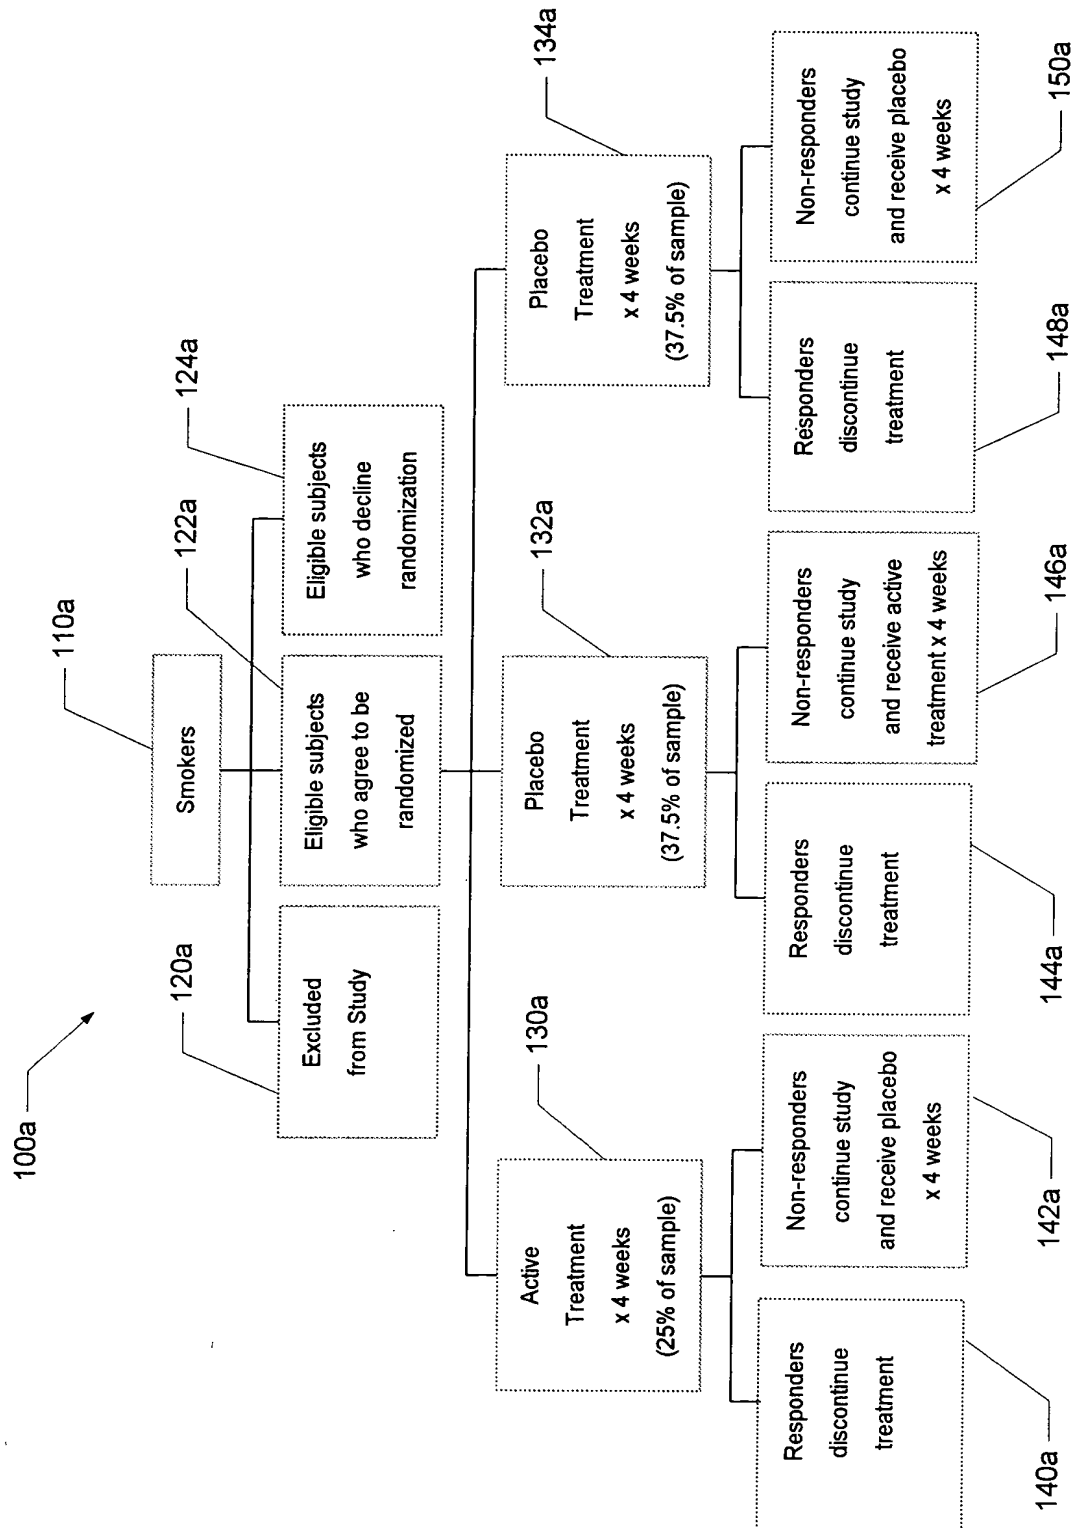 100a
110a
Smokers
120a
122a
124a
Excluded
from Study
Eligible subjects
who agree to be
randomized
Eligible subjects
who decline
randomization
130a
132a
134a
Active
Treatment
x 4 weeks
(25% of sample)
Placebo
Treatment
x 4 weeks
(37.5% of sample)
Placebo
Treatment
x 4 weeks
(37.5% of sample)
Responders
discontinue
treatment
Non-responders
continue study
and receive placebo
x 4 weeks
Responders
discontinue
treatment
Non-responders
continue study
and receive active
treatment x 4 weeks
Responders
discontinue
treatment
Non-responders
continue study
and receive placebo
x 4 weeks
140a
142a
144a
146a
148a
150a